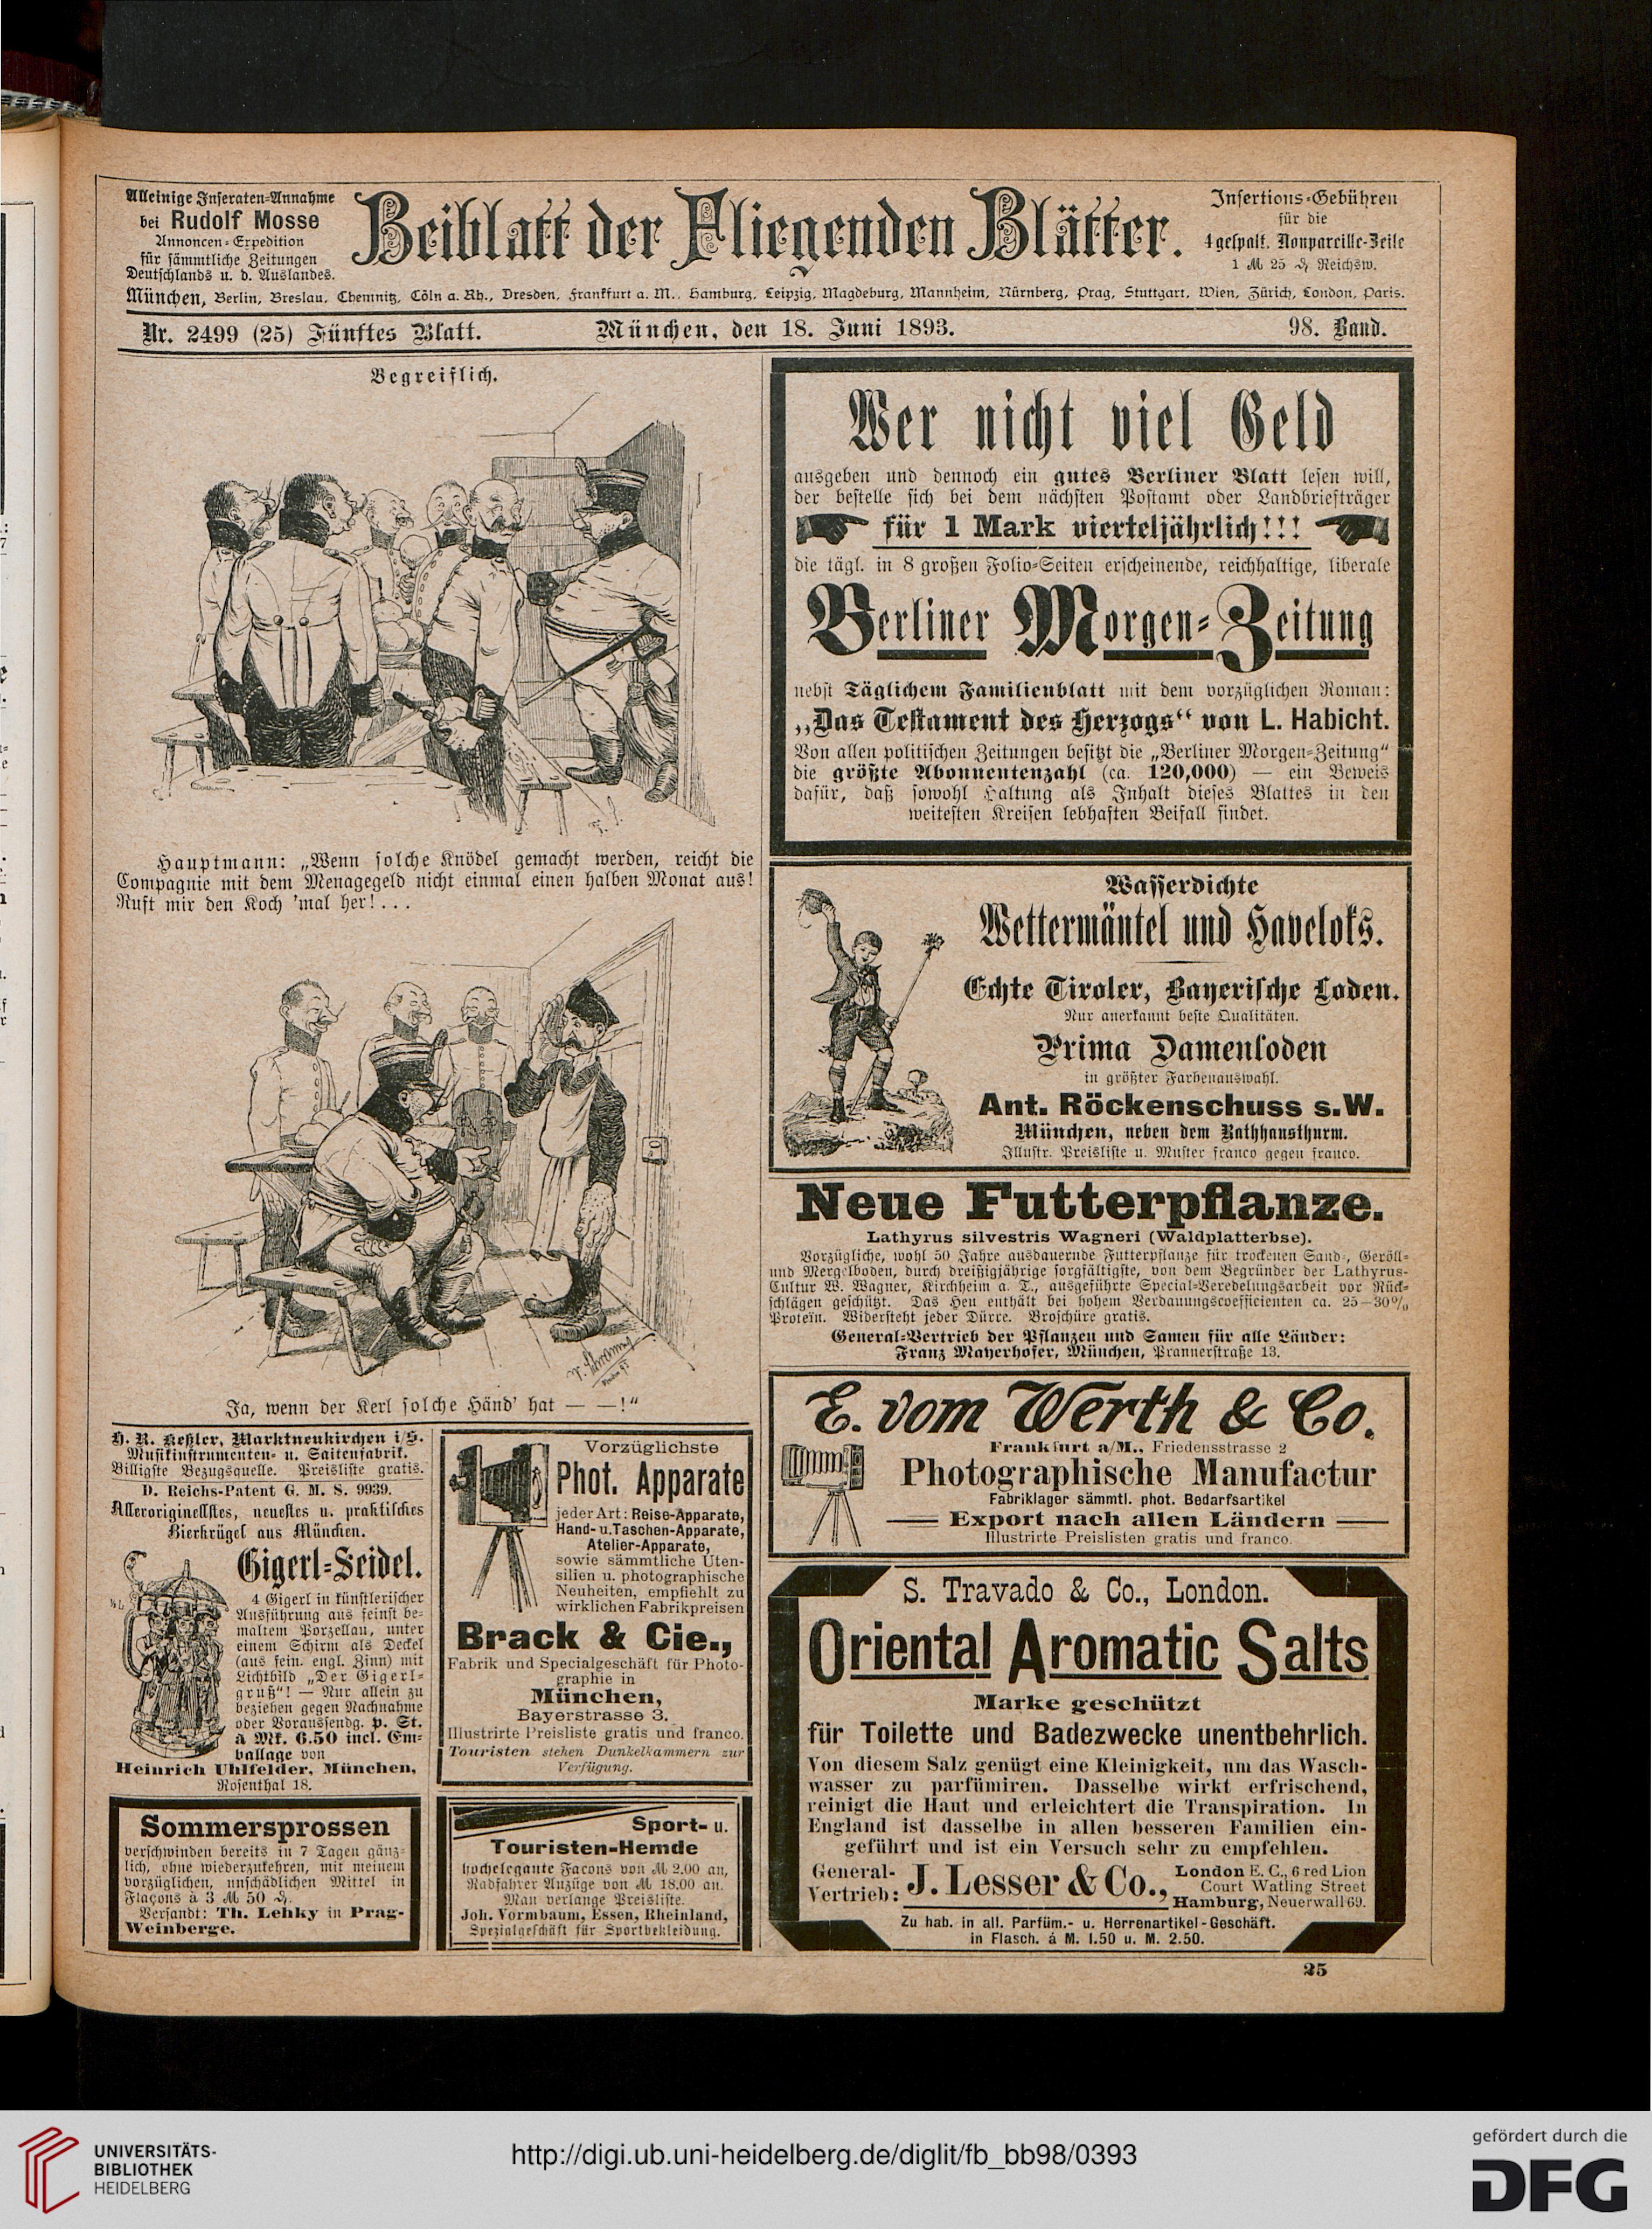 Alleinige Inseraten-Annahme
bei Rudolf Mosse
Annoncen-Expedition
für sämmtliche Zeitungen
Deutschlands u. d. Auslandes.
Beiblatt der Fliegenden Blätter.
Insertions-Gebühren
für die
4gespalt. Nonpareille-Zeile
1 ℳ 25 ₰ Reichsw.
München, Berlin, Breslau, Chemnitz, Cöln a. Rh., Dresden, Frankfurt a. M., Hamburg, Leipzig, Magdeburg, Mannheim, Nürnberg, Prag, Stuttgart, Wien, Zürich, London, Paris.
Nr. 2499 (25) Fünftes Blatt.
München, den 18. Juni 1893.
98. Band.
Begreiflich.
Hauptmann: „Wenn solche Knödel gemacht werden, reicht die
Compagnie mit dem Menagegeld nicht einmal einen halben Monat aus!
Ruft mir den Koch 'mal her!...
Ja, wenn der Kerl solche Händ' hat — —!“
H. R. Keßler, Marktneukirchen i/S.
Musikinstrumenten- u. Saitenfabrik.
Billigste Bezugsquelle. Preisliste gratis.
D. Reichs-Patent G. M. S. 9939.
Alleroriginellstes, neuestes u. praktisches
Bierkrügel aus München.
Gigerl-Seidel.
4 Gigerl in künstlerischer
Ausführung aus feinst be-
maltem Porzellan, unter
einem Schirm als Deckel
(aus fein. engl. Zinn) mit
Lichtbild „Der Gigerl-
gruß“! — Nur allein zu
beziehen gegen Nachnahme
oder Voraussendg. p. St.
à Mk. 6.50 incl. Em-
ballage von
Heinrich Uhlfelder, München,
Rosenthal 18.
Vorzüglichste
Phot. Apparate
jeder Art: Reise-Apparate,
Hand- u. Taschen-Apparate,
Atelier-Apparate,
sowie sämmtliche Uten-
silien u. photographische
Neuheiten, empfiehlt zu
wirklichen Fabrikpreisen
Brack & Cie.,
Fabrik und Specialgeschäft für Photo-
graphie in
München,
Bayerstrasse 3.
Illustrirte Preisliste gratis und franco.
Touristen stehen Dunkelkammern zur
Verfügung.
Sommersprossen
verschwinden bereits in 7 Tagen gänz-
lich, ohne wiederzukehren, mit meinem
vorzüglichen, unschädlichen Mittel in
Flaçons à 3 ℳ 50 ₰.
Versandt: Th. Lehky in Prag-
Weinberge.
Sport- u.
Touristen-Hemde
hochelegante Facons von ℳ 2.00 an,
Radfahrer Anzüge von ℳ 18.00 an.
Man verlange Preisliste.
Joh. Vormbaum, Essen, Rheinland,
Spezialgeschäft für Sportbekleidung.
Wer nicht viel Geld
ausgeben und dennoch ein gutes Berliner Blatt lesen will,
der bestelle sich bei dem nächsten Postamt oder Landbriefträger
für 1 Mark vierteljährlich!!!
die tägl. in 8 großen Folio-Seiten erscheinende, reichhaltige, liberale
Berliner Morgen-Zeitung
nebst Täglichem Familienblatt mit dem vorzüglichen Roman:
„Das Testament des Herzogs“ von L. Habicht.
Von allen politischen Zeitungen besitzt die „Berliner Morgen-Zeitung“
die größte Abonnentenzahl (ca. 120,000) — ein Beweis
dafür, daß sowohl Haltung als Inhalt dieses Blattes in den
weitesten Kreisen lebhaften Beifall findet.
Wasserdichte
Wettermäntel und Haveloks.
Echte Tiroler, Bayerische Loden.
Nur anerkannt beste Qualitäten.
Prima Damenloden
in größter Farbenauswahl.
Ant. Röckenschuss s.W.
München, neben dem Rathhausthurm.
Illustr. Preisliste u. Muster franco gegen franco.
Neue Futterpflanze.
Lathyrus silvestris Wagneri (Waldplatterbse).
Vorzügliche, wohl 50 Jahre ausdauernde Futterpflanze für trockenen Sand-, Geröll-
und Mergelboden, durch dreißigjährige sorgfältigste, von dem Begründer der Lathyrus-
Cultur W. Wagner, Kirchheim a. T., ausgeführte Special-Veredelungsarbeit vor Rück-
schlägen geschützt. Das Heu enthält bei hohem Verdauungscoefficienten ca. 25—30%
Proteïn. Widersteht jeder Dürre. Broschüre gratis.
General-Vertrieb der Pflanzen und Samen für alle Länder:
Franz Mayerhofer, München, Prannerstraße 13.
E. vom Werth & Co.
Frankfurt a/M., Friedensstrasse 2
Photographische Manufactur
Fabriklager sämmtl. phot. Bedarfsartikel
Export nach allen Ländern
Illustrirte Preislisten gratis und franco.
S. Travado & Co., London.
Oriental Aromatic Salts
Marke geschützt
für Toilette und Badezwecke unentbehrlich.
Von diesem Salz genügt eine Kleinigkeit, um das Wasch-
wasser zu parfümiren. Dasselbe wirkt erfrischend,
reinigt die Haut und erleichtert die Transpiration. In
England ist dasselbe in allen besseren Familien ein-
geführt und ist ein Versuch sehr zu empfehlen.
General-
Vertrieb: J. Lesser & Co.,
London E. C., 6 red Lion
Court Watling Street
Hamburg, Neuerwall 69.
Zu hab. in all. Parfüm.- u. Herrenartikel-Geschäft.
in Flasch. á M. 1.50 u. M. 2.50.
25
UNIVERSITÄTS-
BIBLIOTHEK
HEIDELBERG
http://digi.ub.uni-heidelberg.de/diglit/fb_bb98/0393
gefördert durch die
DFG